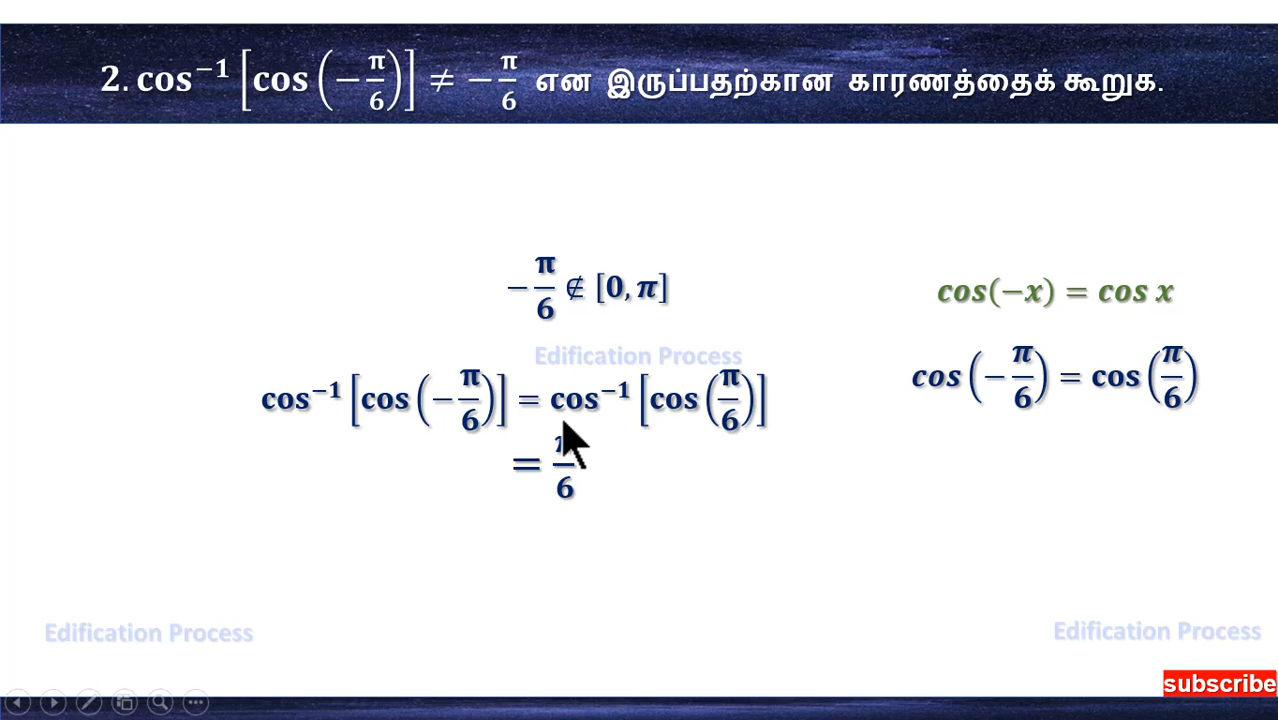 2. cos⁻¹ [cos (−π/6)] ≠ −π/6 என இருப்பதற்கான காரணத்தைக் கூறுக.
−π/6 ∉ [0, π]
cos(−x) = cos x
Edification Process
cos (−π/6) = cos (π/6)
cos⁻¹ [cos (−π/6)] = cos⁻¹ [cos (π/6)]
= π/6
Edification Process
Edification Process
subscribe